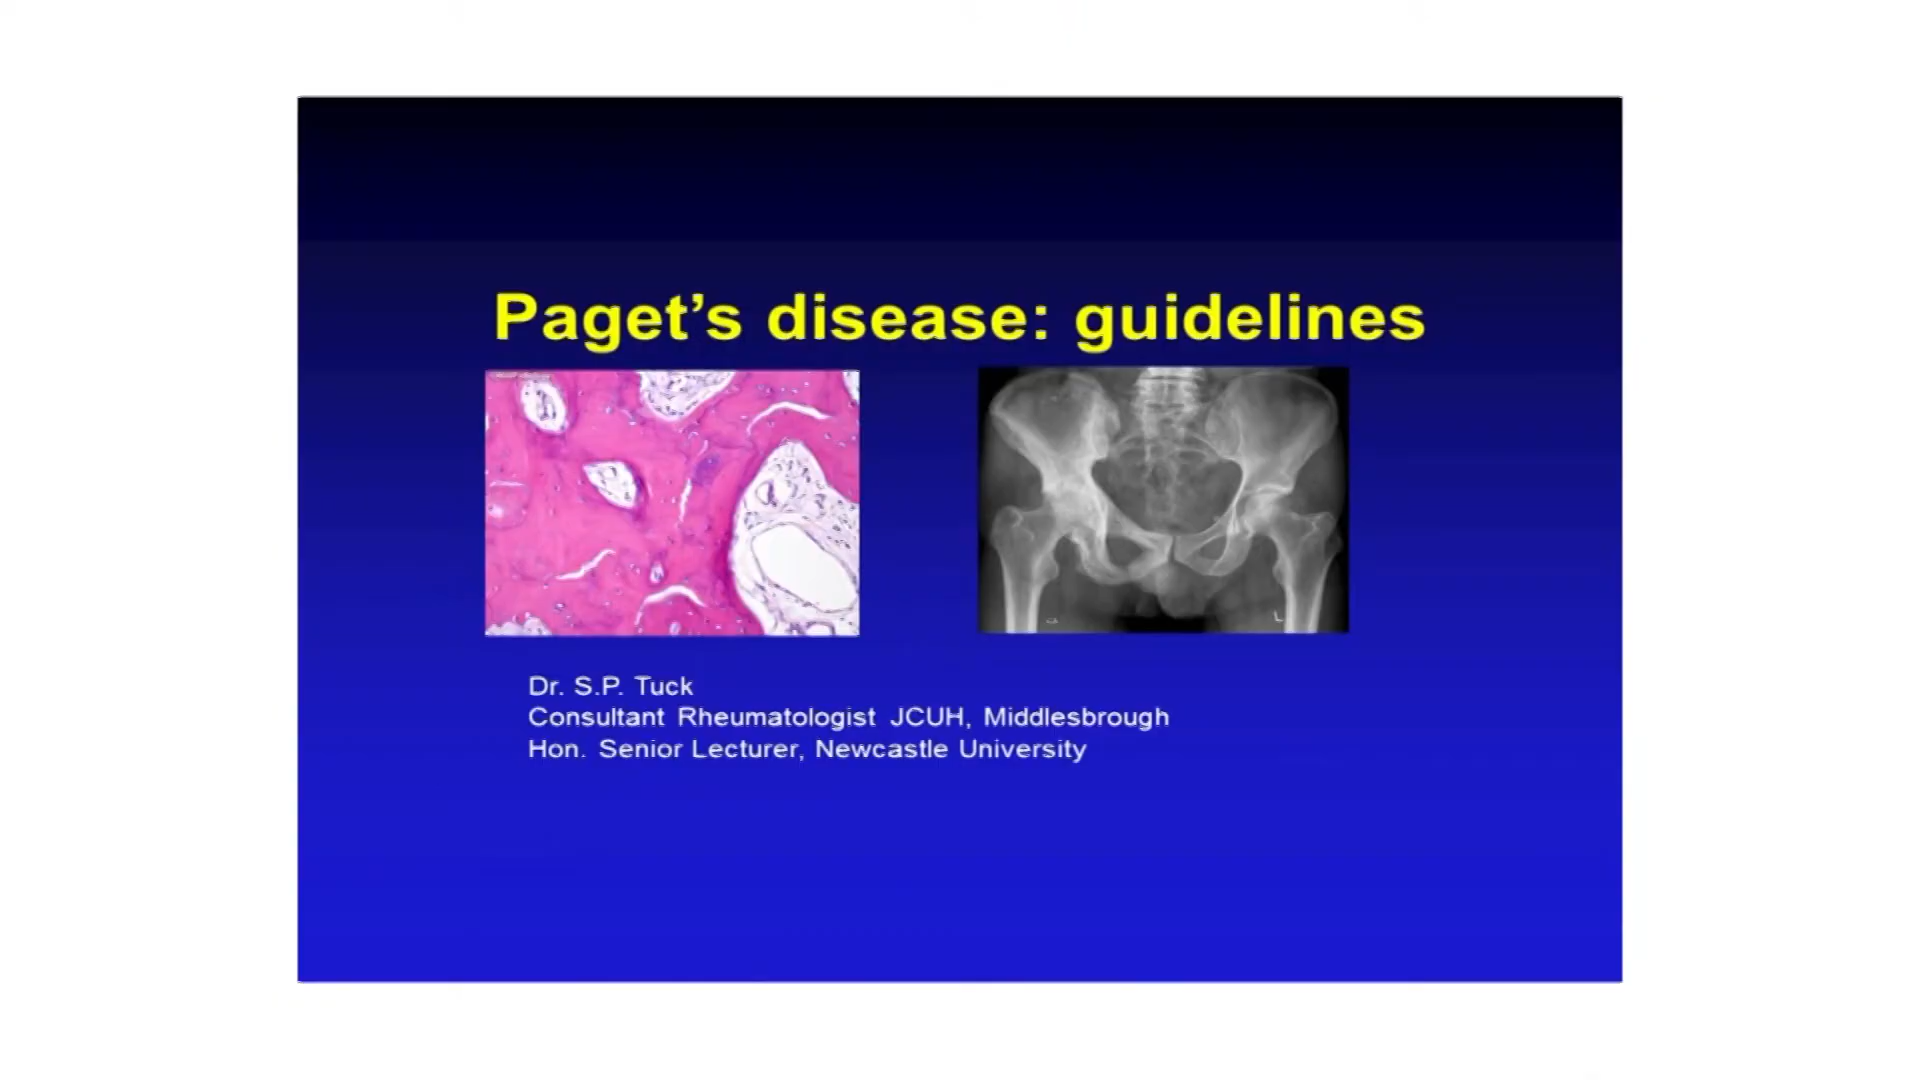 Paget’s disease: guidelines
L
Dr. S.P. Tuck
Consultant Rheumatologist JCUH, Middlesbrough
Hon. Senior Lecturer, Newcastle University